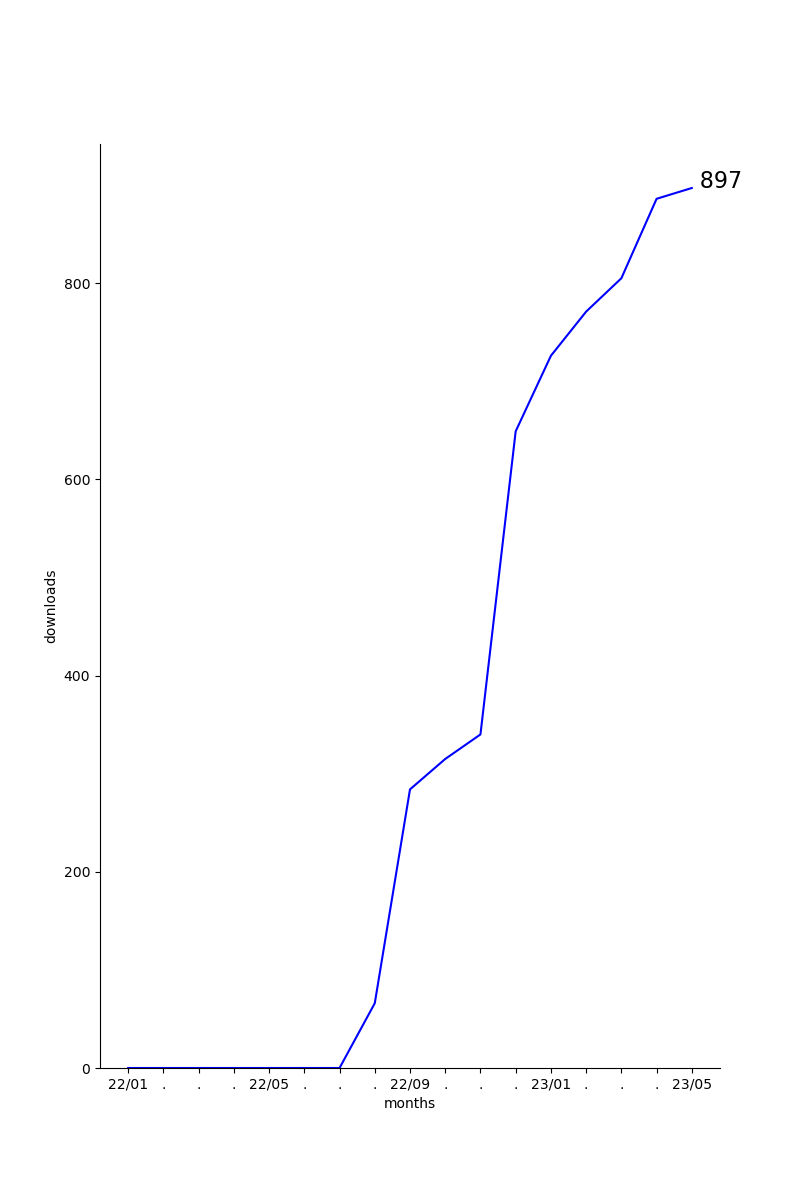 897
800
600
downloads
400
200
0
22/01 . . . 22/05 . . . 22/09 . . . 23/01 . . . 23/05
months